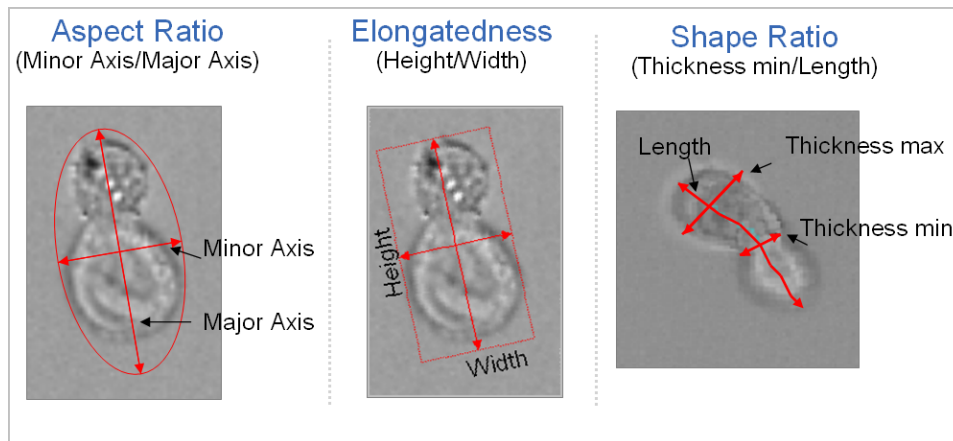 Aspect Ratio
(Minor Axis/Major Axis)
Minor Axis
Major Axis
Elongatedness
(Height/Width)
Height
Width
Shape Ratio
(Thickness min/Length)
Length
Thickness max
Thickness min